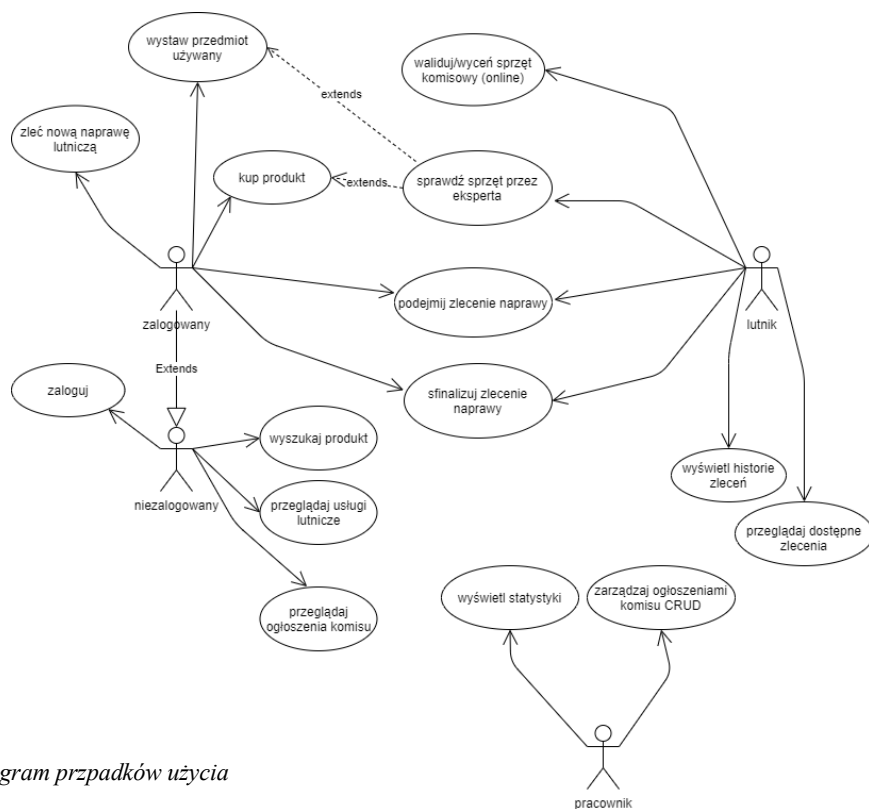 wystaw przedmiot
używany
waliduj/wyceń sprzęt
komisowy (online)
extends
zleć nową naprawę
lutniczą
kup produkt
extends
sprawdź sprzęt przez
eksperta
zalogowany
podejmij zlecenie naprawy
lutnik
Extends
zaloguj
sfinalizuj zlecenie
naprawy
wyszukaj produkt
wyświetl historie
zleceń
niezalogowany
przeglądaj usługi
lutnicze
przeglądaj dostępne
zlecenia
przeglądaj
ogłoszenia komisu
wyświetl statystyki
zarządzaj ogłoszeniami
komisu CRUD
gram przpadków użycia
pracownik